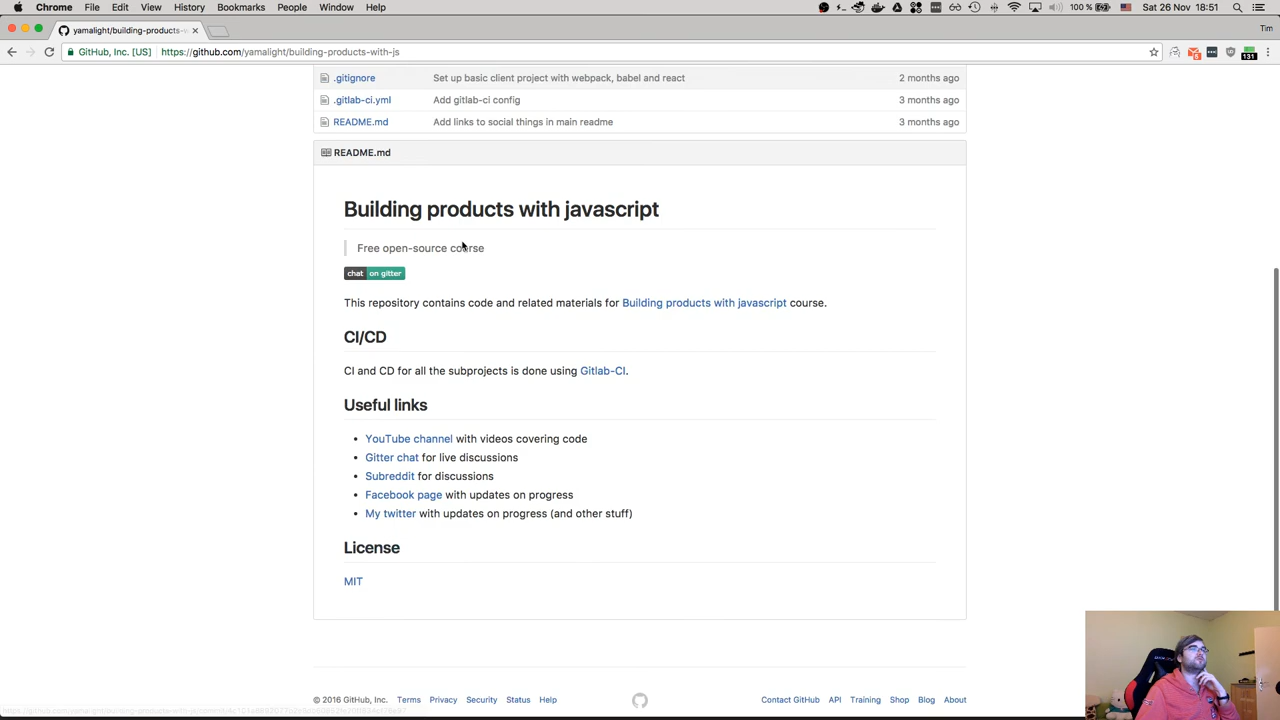 Chrome File Edit View History Bookmarks People Window Help 100 % Sat 26 Nov 18:51
yamalight/building-products-w × Tim
GitHub, Inc. [US] https://github.com/yamalight/building-products-with-js 5 131
.gitignore Set up basic client project with webpack, babel and react 2 months ago
.gitlab-ci.yml Add gitlab-ci config 3 months ago
README.md Add links to social things in main readme 3 months ago
README.md
Building products with javascript
Free open-source course
chat on gitter
This repository contains code and related materials for Building products with javascript course.
CI/CD
CI and CD for all the subprojects is done using Gitlab-CI.
Useful links
• YouTube channel with videos covering code
• Gitter chat for live discussions
• Subreddit for discussions
• Facebook page with updates on progress
• My twitter with updates on progress (and other stuff)
License
MIT
© 2016 GitHub, Inc. Terms Privacy Security Status Help Contact GitHub API Training Shop Blog About